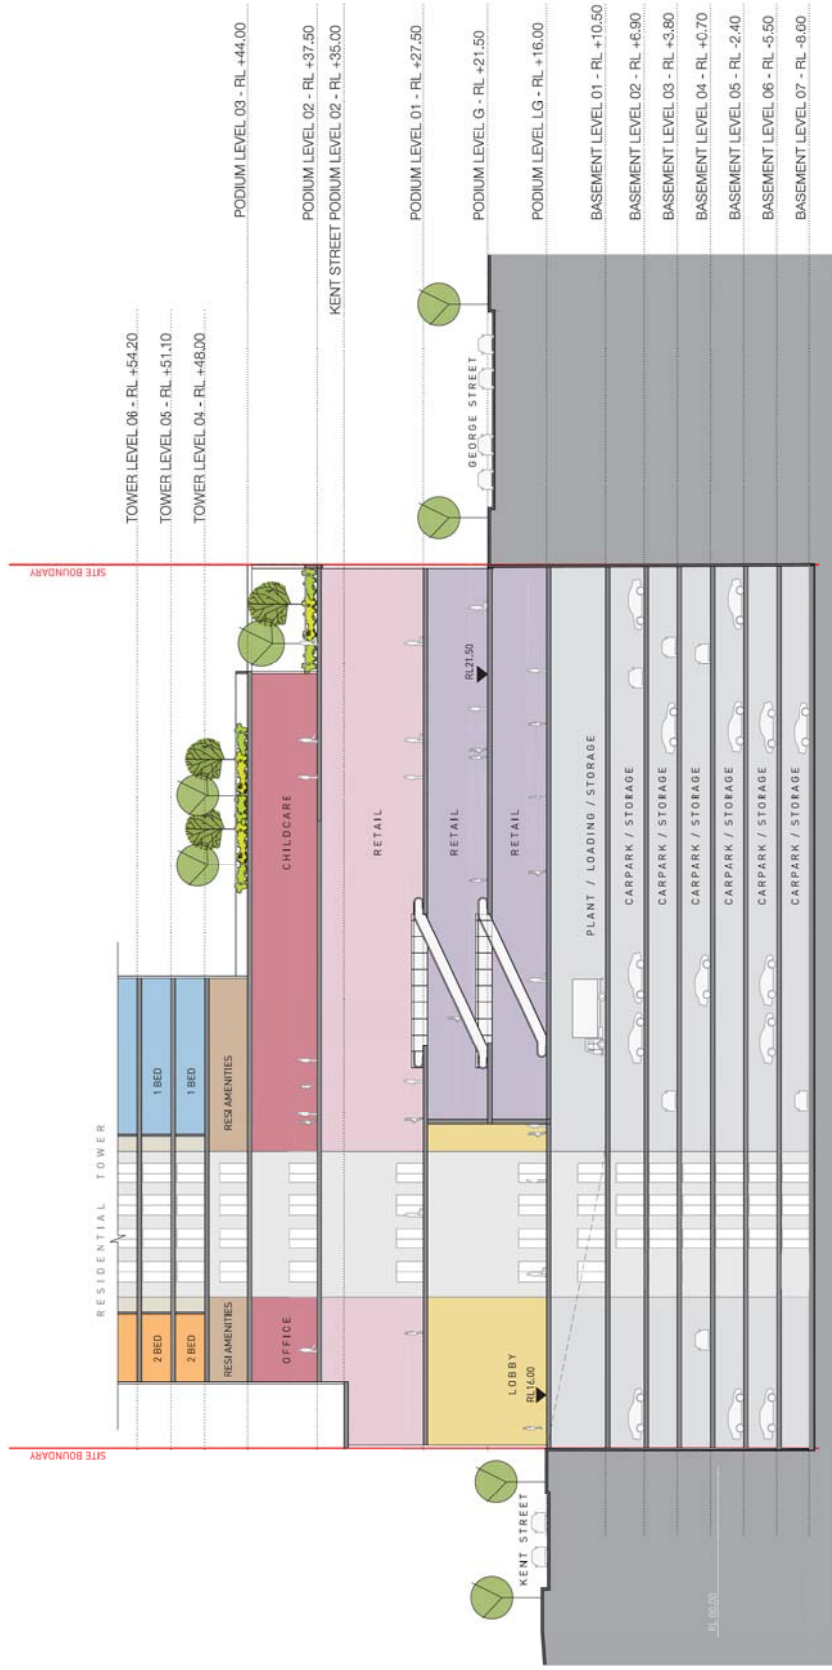 TOWER LEVEL 06 - RL +54.20
TOWER LEVEL 05 - RL +51.10
TOWER LEVEL 04 - RL +48.00
PODIUM LEVEL 03 - RL +44.00
PODIUM LEVEL 02 - RL +37.50
KENT STREET PODIUM LEVEL 02 - RL +35.00
PODIUM LEVEL 01 - RL +27.50
PODIUM LEVEL G - RL +21.50
PODIUM LEVEL LG - RL +16.00
BASEMENT LEVEL 01 - RL +10.50
BASEMENT LEVEL 02 - RL +6.90
BASEMENT LEVEL 03 - RL +3.80
BASEMENT LEVEL 04 - RL +0.70
BASEMENT LEVEL 05 - RL -2.40
BASEMENT LEVEL 06 - RL -5.50
BASEMENT LEVEL 07 - RL -8.60
SITE BOUNDARY
SITE BOUNDARY
RESIDENTIAL TOWER
2 BED
1 BED
2 BED
1 BED
RESI AMENITIES
RESI AMENITIES
OFFICE
CHILDCARE
RETAIL
RETAIL
RL21.50
GEORGE STREET
LOBBY
RL16.00
RETAIL
KENT STREET
PLANT / LOADING / STORAGE
CARPARK / STORAGE
CARPARK / STORAGE
CARPARK / STORAGE
CARPARK / STORAGE
CARPARK / STORAGE
CARPARK / STORAGE
RL 00.00